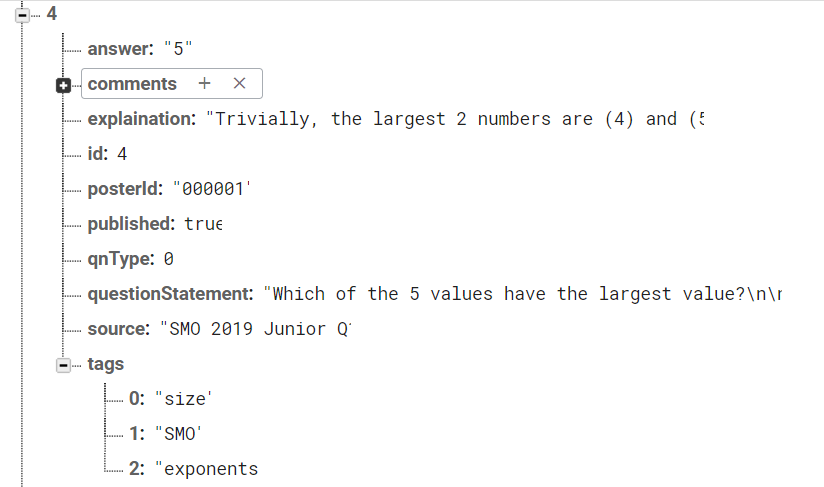 4
answer: "5"
comments + ×
explaination: "Trivially, the largest 2 numbers are (4) and (5
id: 4
posterId: "000001'
published: true
qnType: 0
questionStatement: "Which of the 5 values have the largest value?\n\r
source: "SMO 2019 Junior Q
tags
0: "size'
1: "SMO'
2: "exponents